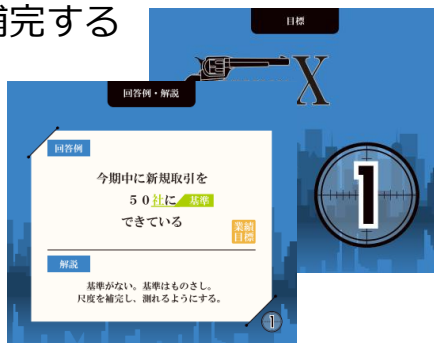 補完する
目標
X
1
回答例・解説
回答例
今期中に新規取引を
５０社に 基準
できている
業績
目標
解説
基準がない。基準はものさし。
尺度を補完し、測れるようにする。
1